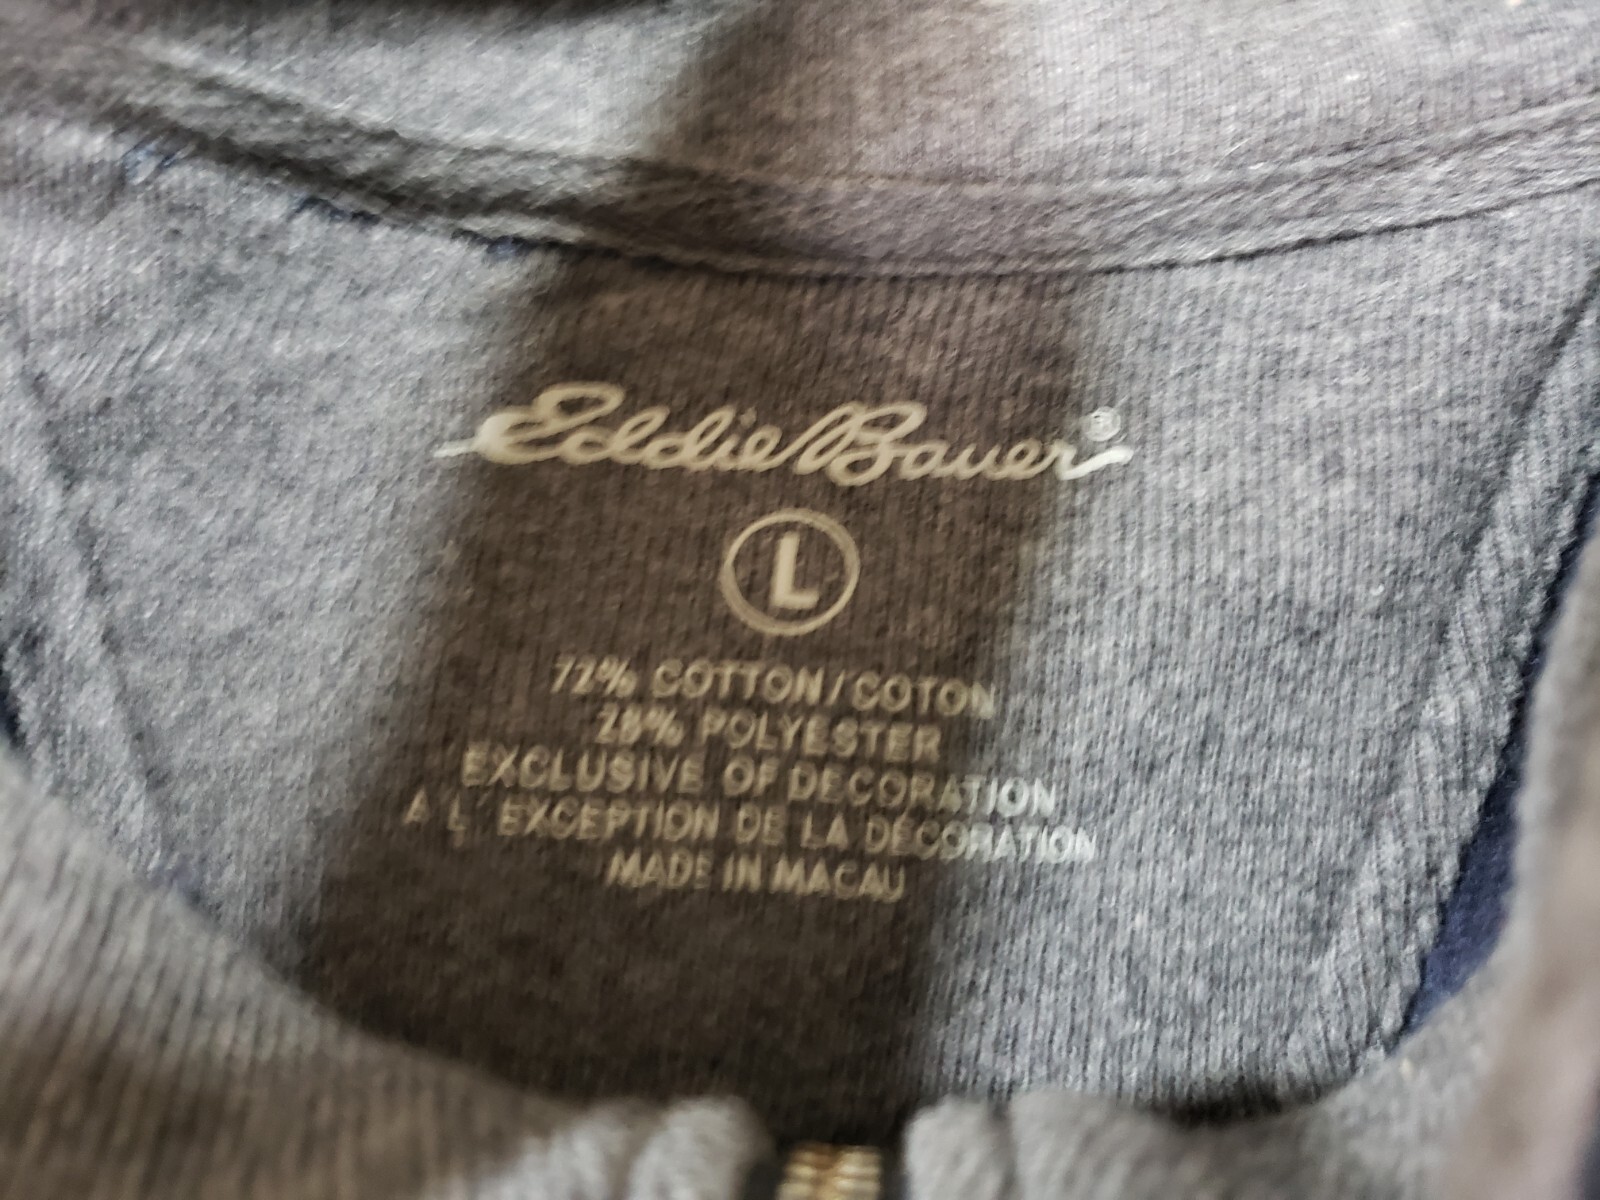 Eddie Bauer®
L
72% COTTON/COTON
28% POLYESTER
EXCLUSIVE OF DECORATION
À L' EXCEPTION DE LA DÉCORATION
MADE IN MACAU